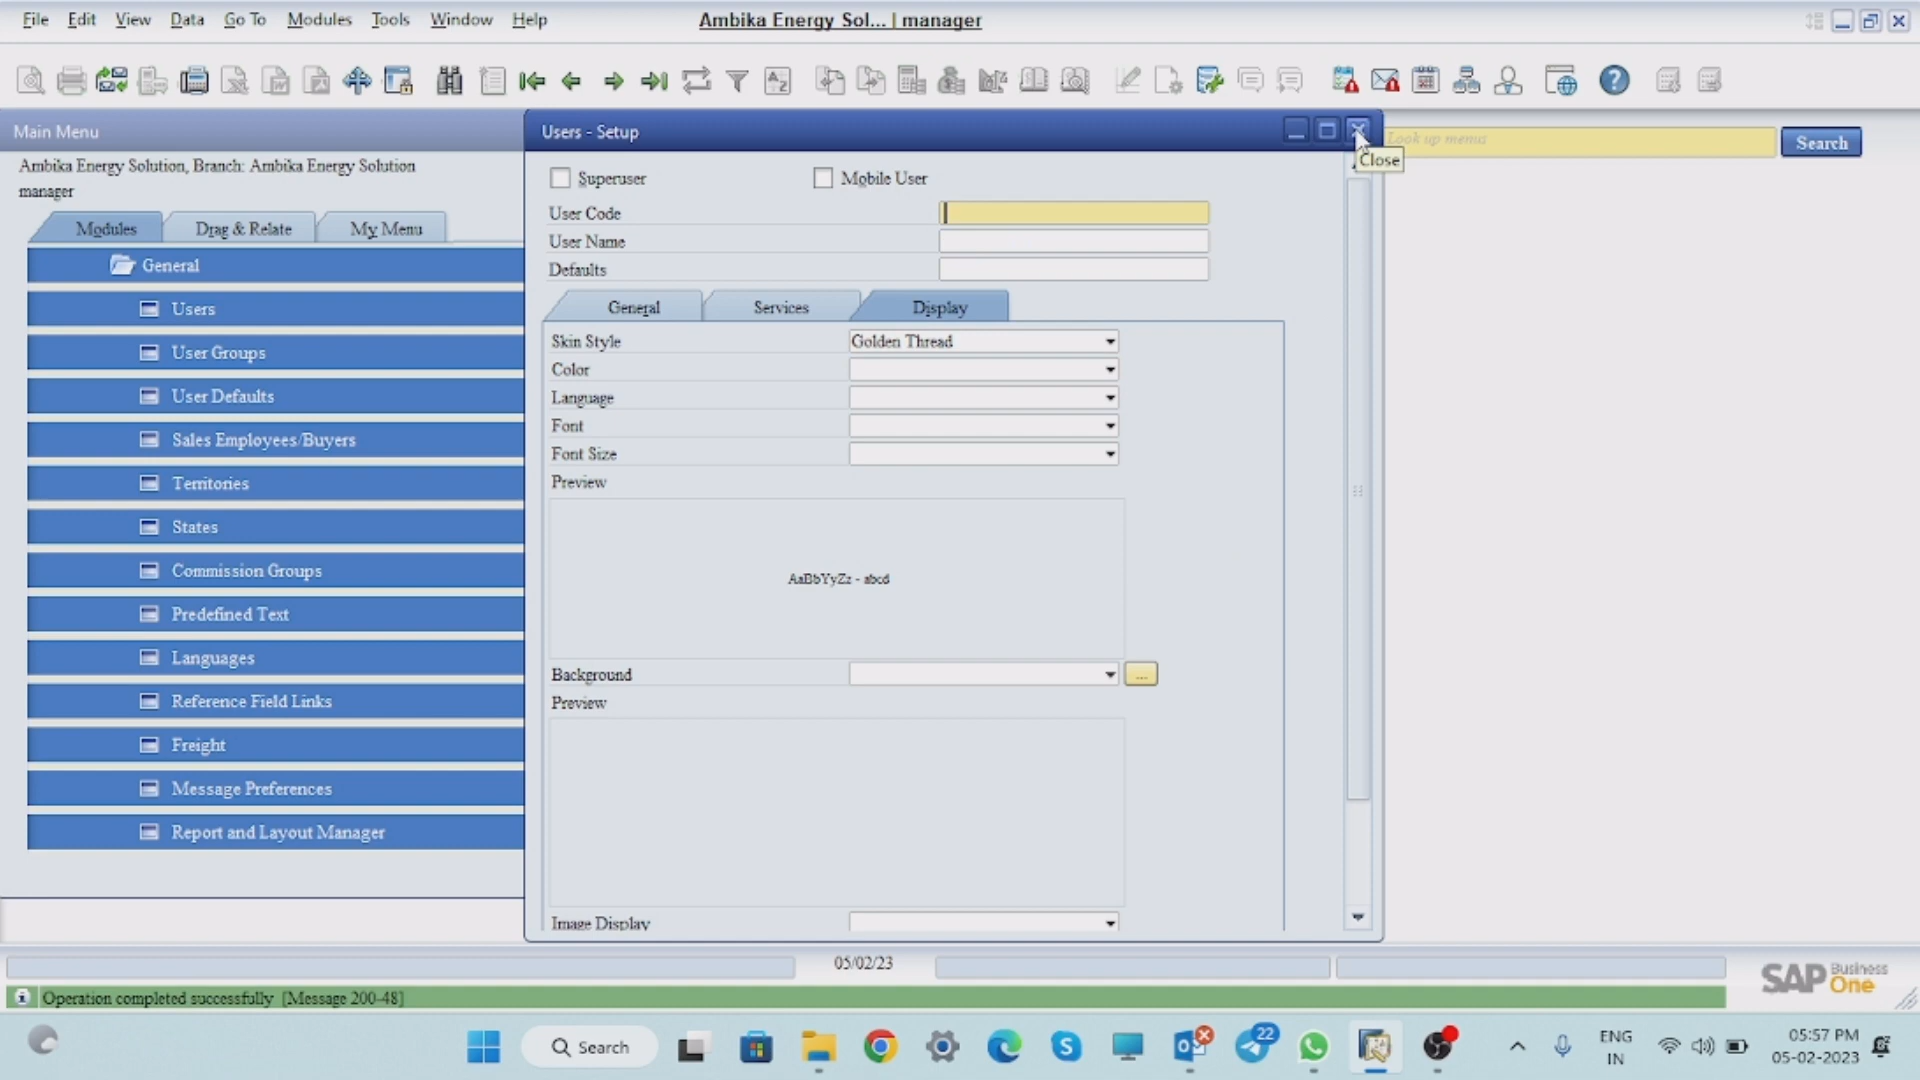 File Edit View Data Go To Modules Tools Window Help
Ambika Energy Sol... | manager
Main Menu
Ambika Energy Solution, Branch: Ambika Energy Solution
manager
Modules Drag & Relate My Menu
General
Users
User Groups
User Defaults
Sales Employees/Buyers
Territories
States
Commission Groups
Predefined Text
Languages
Reference Field Links
Freight
Message Preferences
Report and Layout Manager
Users - Setup
Close
Look up menus
Search
Superuser
Mobile User
User Code
User Name
Defaults
General Services Display
Skin Style
Golden Thread
Color
Language
Font
Font Size
Preview
AaBbYyZz - abcd
Background
...
Preview
Image Display
05/02/23
Operation completed successfully [Message 200-48]
SAP Business One
Search
22
ENG
IN
05:57 PM
05-02-2023